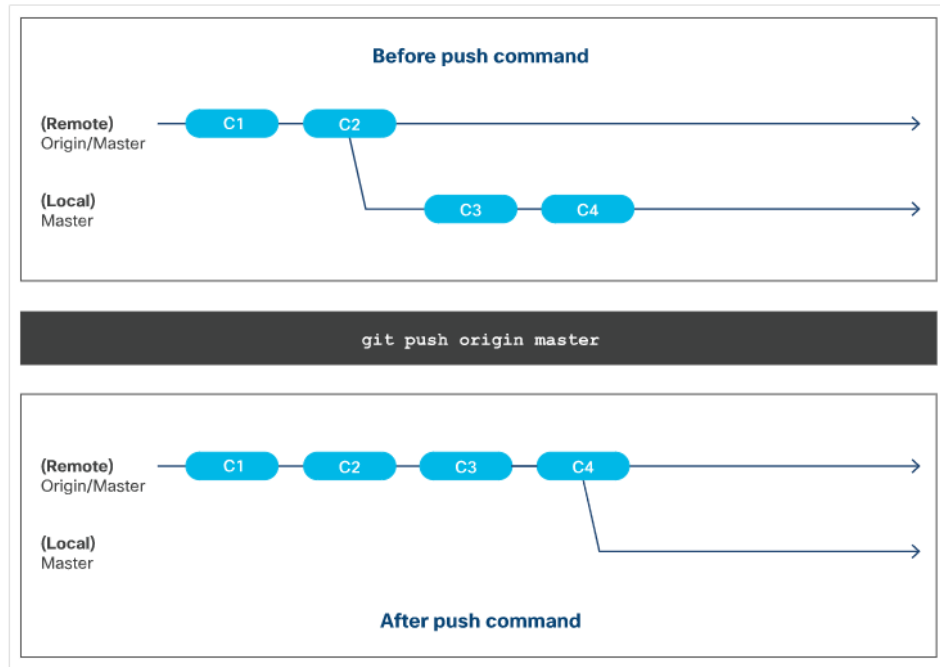 Before push command
(Remote)
Origin/Master
C1
C2
(Local)
Master
C3
C4
git push origin master
(Remote)
Origin/Master
C1
C2
C3
C4
(Local)
Master
After push command